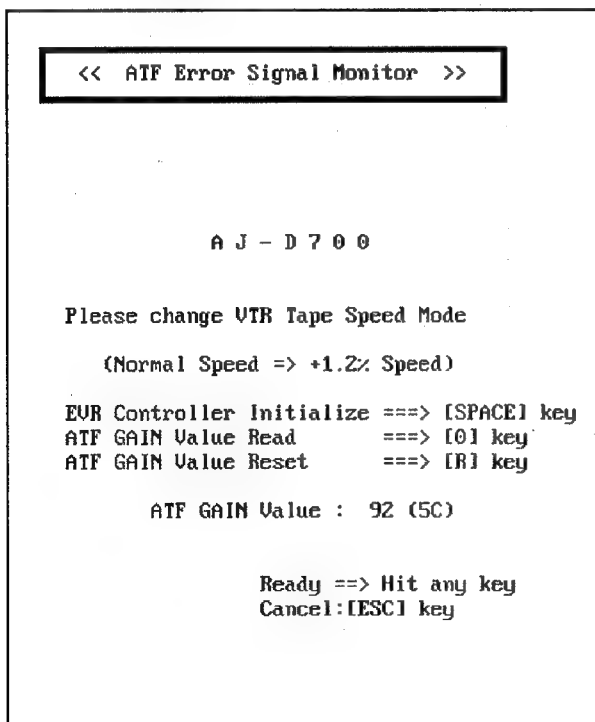 << ATF Error Signal Monitor >>
A J - D 7 0 0
Please change VTR Tape Speed Mode
(Normal Speed => +1.2% Speed)
EVR Controller Initialize ===> [SPACE] key
ATF GAIN Value Read ===> [0] key
ATF GAIN Value Reset ===> [R] key
ATF GAIN Value : 92 (5C)
Ready ==> Hit any key
Cancel:[ESC] key